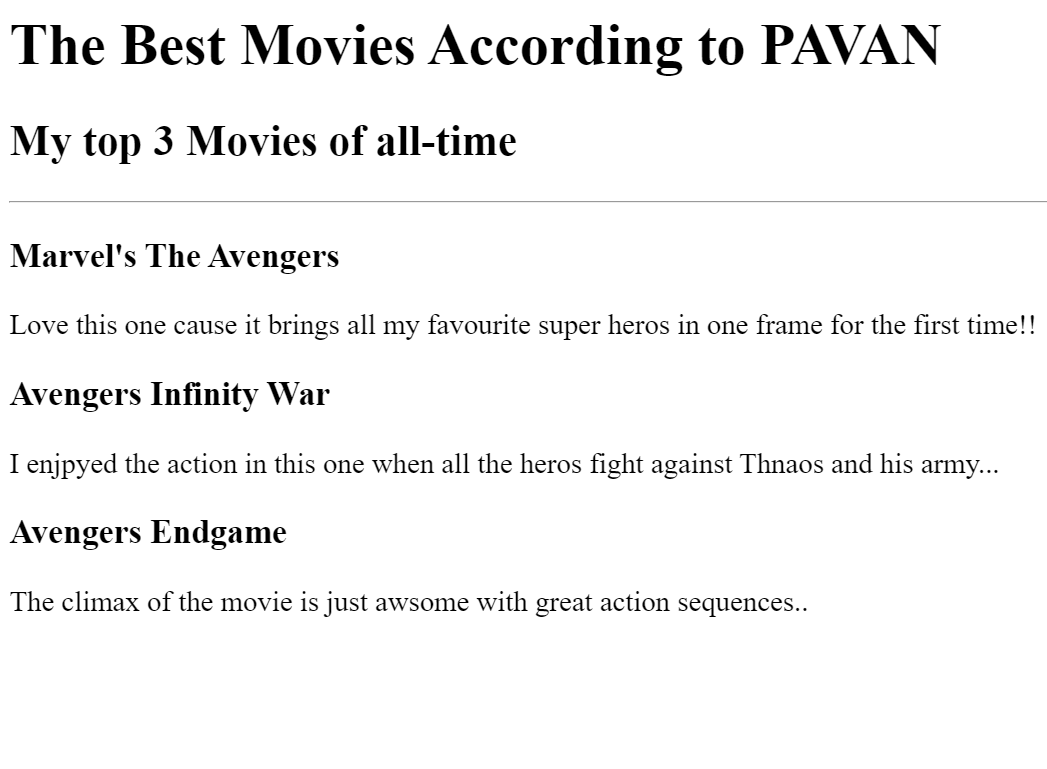 The Best Movies According to PAVAN
My top 3 Movies of all-time
Marvel's The Avengers
Love this one cause it brings all my favourite super heros in one frame for the first time!!
Avengers Infinity War
I enjpyed the action in this one when all the heros fight against Thnaos and his army...
Avengers Endgame
The climax of the movie is just awsome with great action sequences..